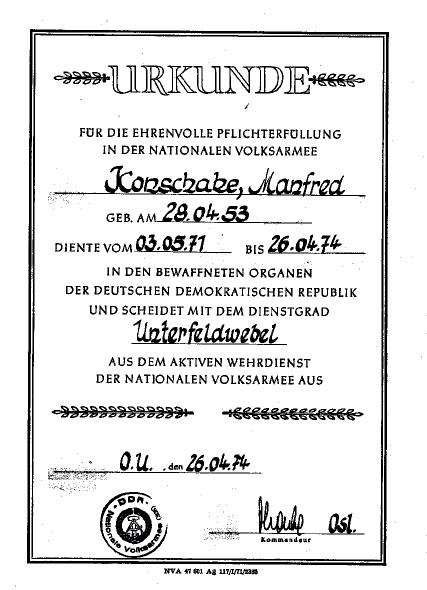 URKUNDE
FÜR DIE EHRENVOLLE PFLICHTERFÜLLUNG
IN DER NATIONALEN VOLKSARMEE
Konschake, Manfred
GEB. AM 29.04.53
DIENTE VOM 03.05.71 BIS 26.04.74
IN DEN BEWAFFNETEN ORGANEN
DER DEUTSCHEN DEMOKRATISCHEN REPUBLIK
UND SCHEIDET MIT DEM DIENSTGRAD
Unterfeldwebel
AUS DEM AKTIVEN WEHRDIENST
DER NATIONALEN VOLKSARMEE AUS
O.U. , den 26.04.74
- DDR -
Nationale Volksarmee
Osl.
Kommandeur
NVA 47 601 Ag 117/I/71/2385